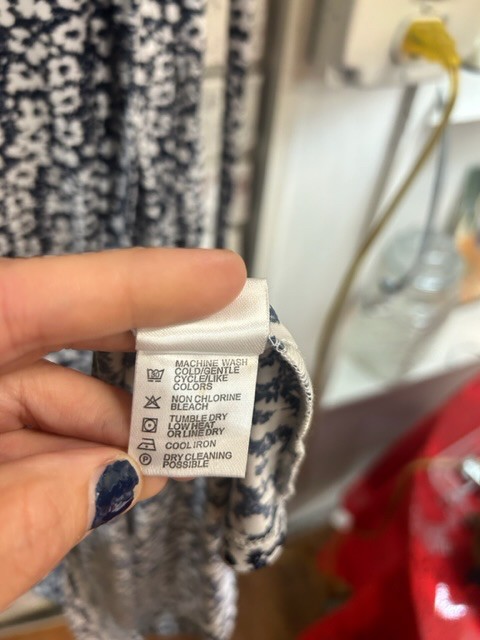 MACHINE WASH
COLD/GENTLE
CYCLE/LIKE
COLORS
NON CHLORINE
BLEACH
TUMBLE DRY
LOW HEAT
OR LINE DRY
COOL IRON
DRY CLEANING
POSSIBLE